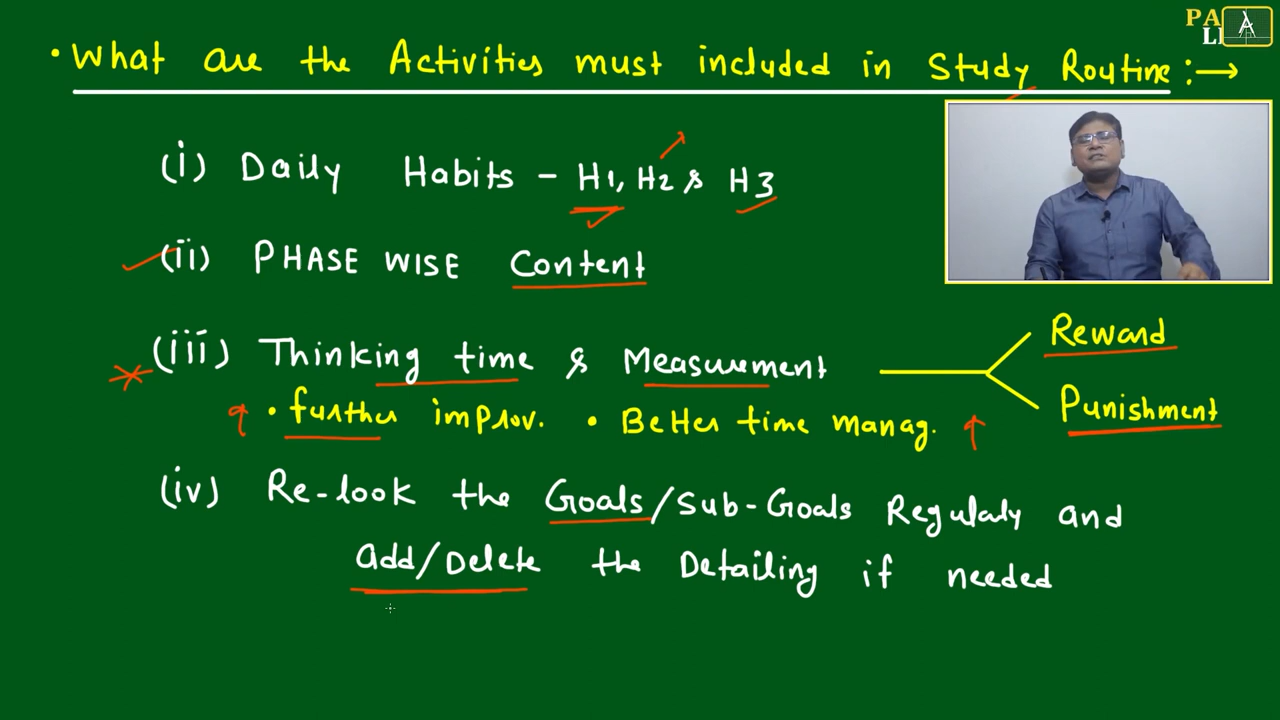 • What are the Activities must included in Study Routine :→
(i) Daily Habits - H1, H2 & H3
(ii) PHASE WISE Content
(iii) Thinking time & Measurement
Reward
Punishment
• further improv. • Better time manag.
(iv) Re-look the Goals/Sub-Goals Regularly and
add/Delete the Detailing if needed